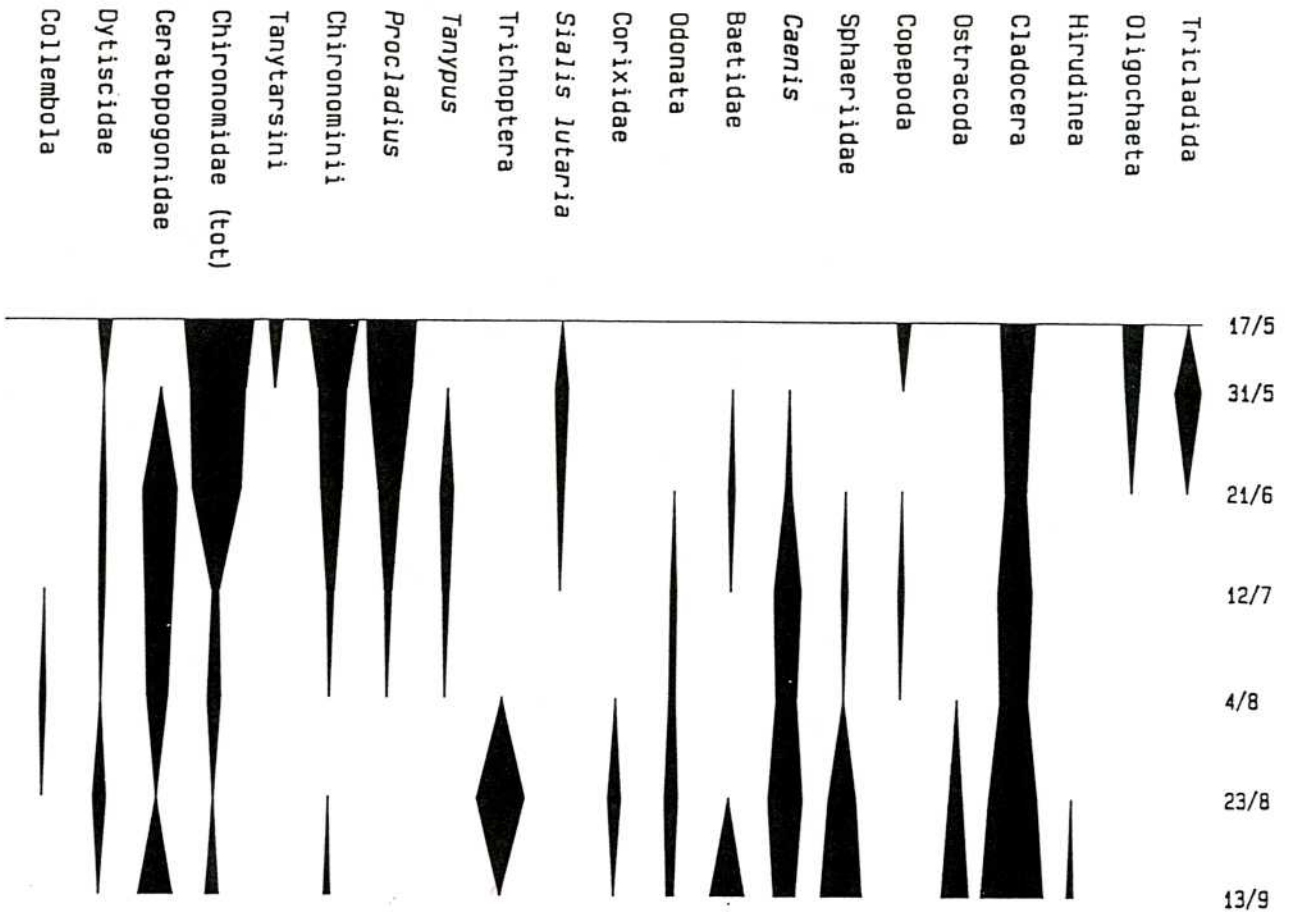 Collembola
Dytiscidae
Ceratopogonidae
Chironomidae (tot)
Tanytarsini
Chironominii
Procladius
Tanypus
Trichoptera
Sialis lutaria
Corixidae
Odonata
Baetidae
Caenis
Sphaeriidae
Copepoda
Ostracoda
Cladocera
Hirudinea
Oligochaeta
Tricladida
17/5
31/5
21/6
12/7
4/8
23/8
13/9